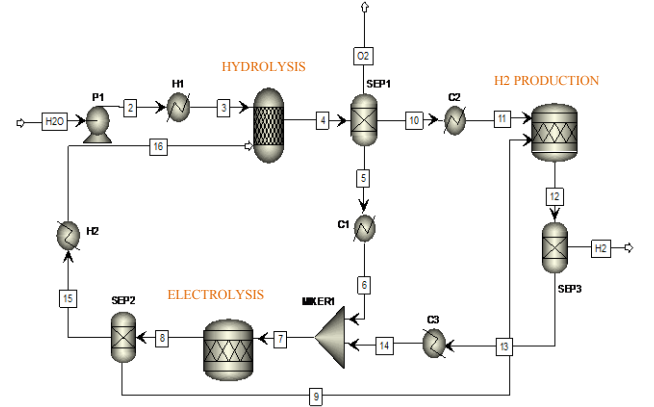 O2
HYDROLYSIS
H2 PRODUCTION
P1
H1
SEP1
C2
H2O
2
3
4
10
11
16
5
12
H2
C1
H2
SEP3
6
15
SEP2
ELECTROLYSIS
MIXER1
C3
8
7
14
13
9